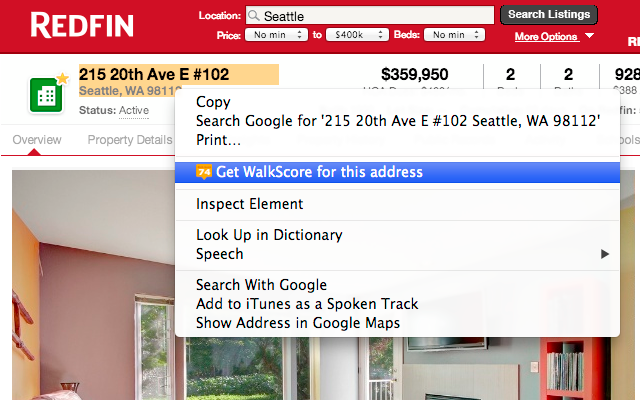 REDFIN
Location: Seattle
Search Listings
Price: No min to $400k Beds: No min
More Options
215 20th Ave E #102
$359,950
2
2
928
Seattle, WA 98112
$388
Status: Active
Overview
Property Details
Copy
Search Google for '215 20th Ave E #102 Seattle, WA 98112'
Print...
74 Get WalkScore for this address
Inspect Element
Look Up in Dictionary
Speech
Search With Google
Add to iTunes as a Spoken Track
Show Address in Google Maps